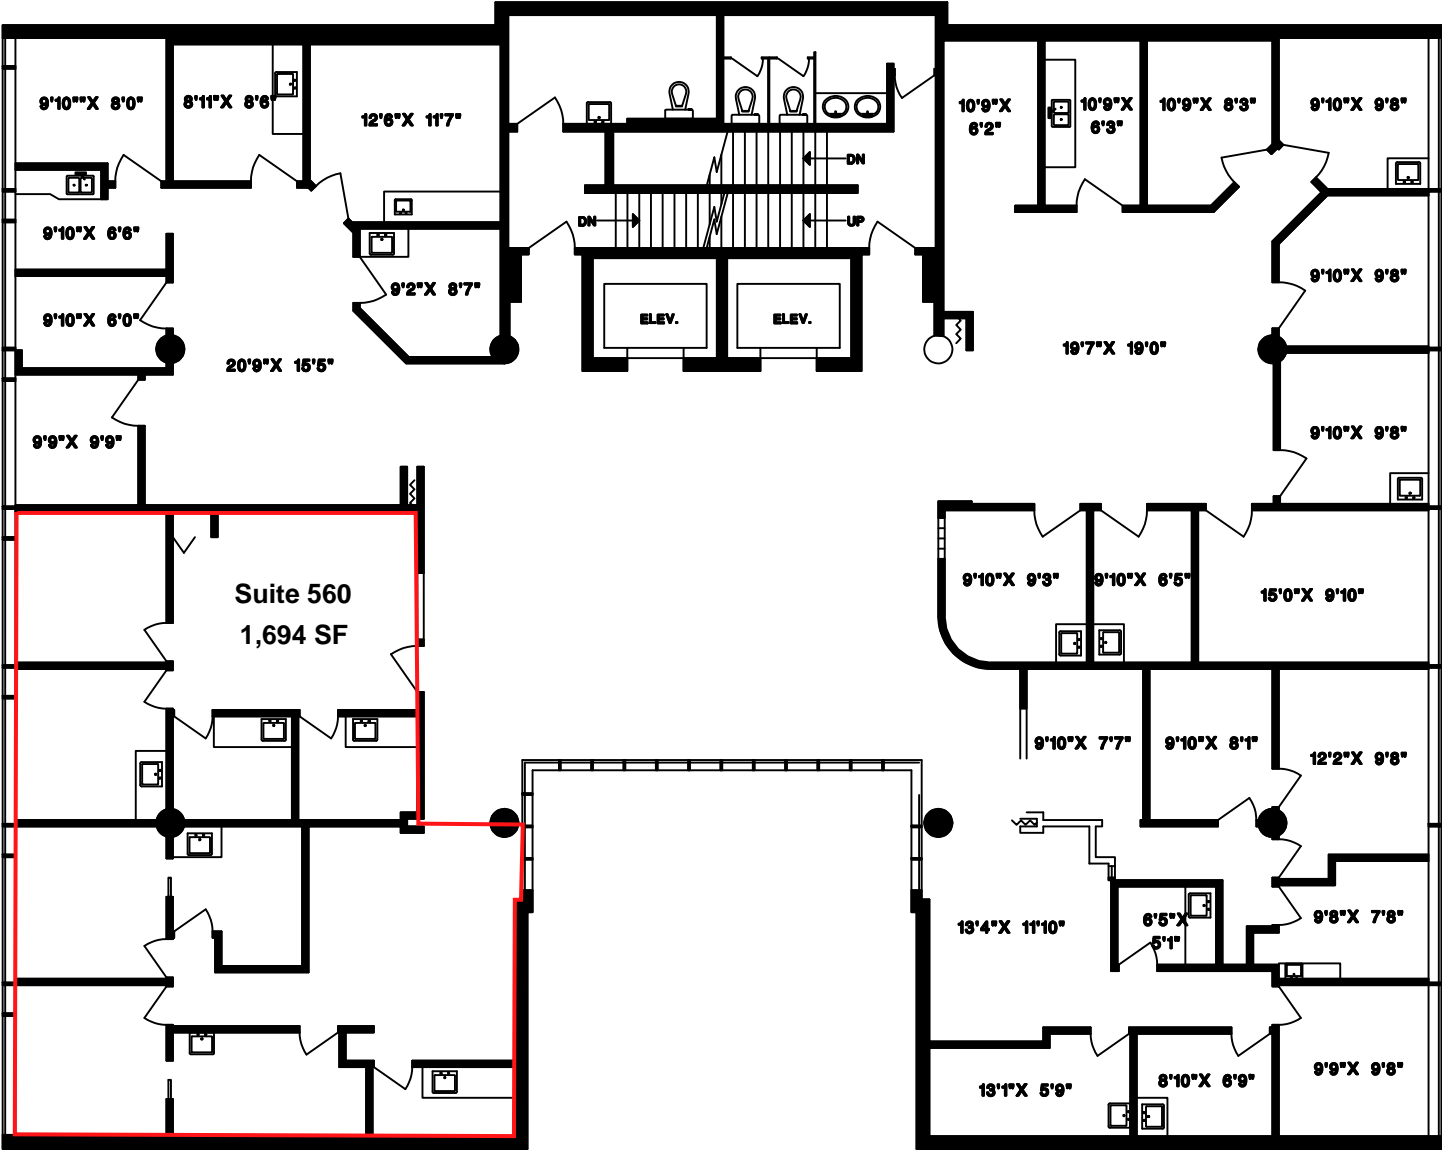 9'10""X 8'0"
8'11"X 8'6"
12'6"X 11'7"
10'9"X
6'2"
10'9"X
6'3"
10'9"X 8'3"
9'10"X 9'8"
DN
DN
UP
9'10"X 6'6"
9'2"X 8'7"
9'10"X 9'8"
9'10"X 6'0"
ELEV.
ELEV.
20'9"X 15'5"
19'7"X 19'0"
9'9"X 9'9"
9'10"X 9'8"
Suite 560
1,694 SF
9'10"X 9'3"
9'10"X 6'5"
15'0"X 9'10"
9'10"X 7'7"
9'10"X 8'1"
12'2"X 9'8"
13'4"X 11'10"
6'5"X
5'1"
9'8"X 7'8"
13'1"X 5'9"
8'10"X 6'9"
9'9"X 9'8"